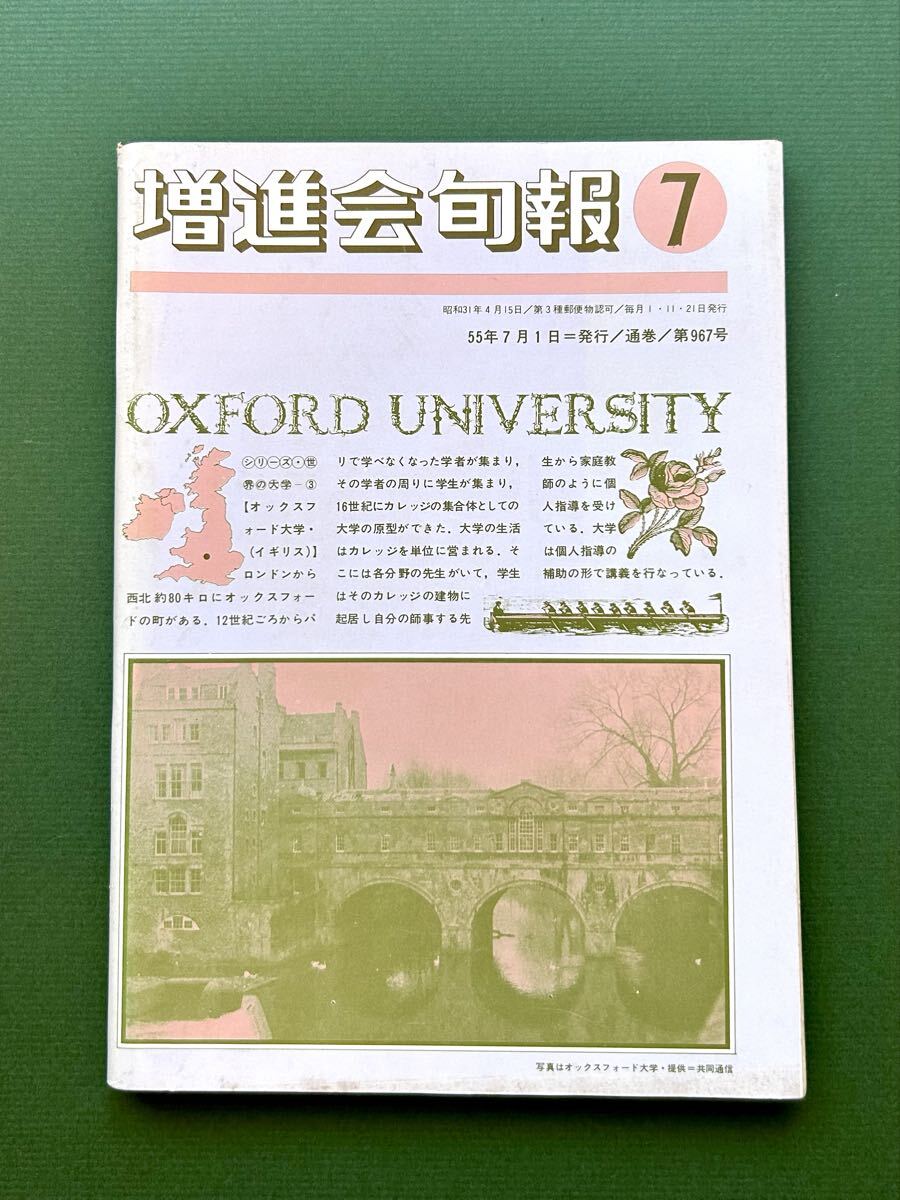 増進会旬報 7
昭和31年4月15日/第3種郵便物認可/毎月1・11・21日発行
55年7月1日=発行/通巻/第967号
OXFORD UNIVERSITY
シリーズ・世
界の大学-③
【オックスフ
ォード大学・
(イギリス)】
ロンドンから
西北約80キロにオックスフォー
ドの町がある.12世紀ごろからパ
リで学べなくなった学者が集まり,
その学者の周りに学生が集まり,
16世紀にカレッジの集合体としての
大学の原型ができた.大学の生活
はカレッジを単位に営まれる.そ
こには各分野の先生がいて,学生
はそのカレッジの建物に
起居し自分の師事する先
生から家庭教
師のように個
人指導を受け
ている.大学
は個人指導の
補助の形で講義を行なっている.
写真はオックスフォード大学・提供=共同通信